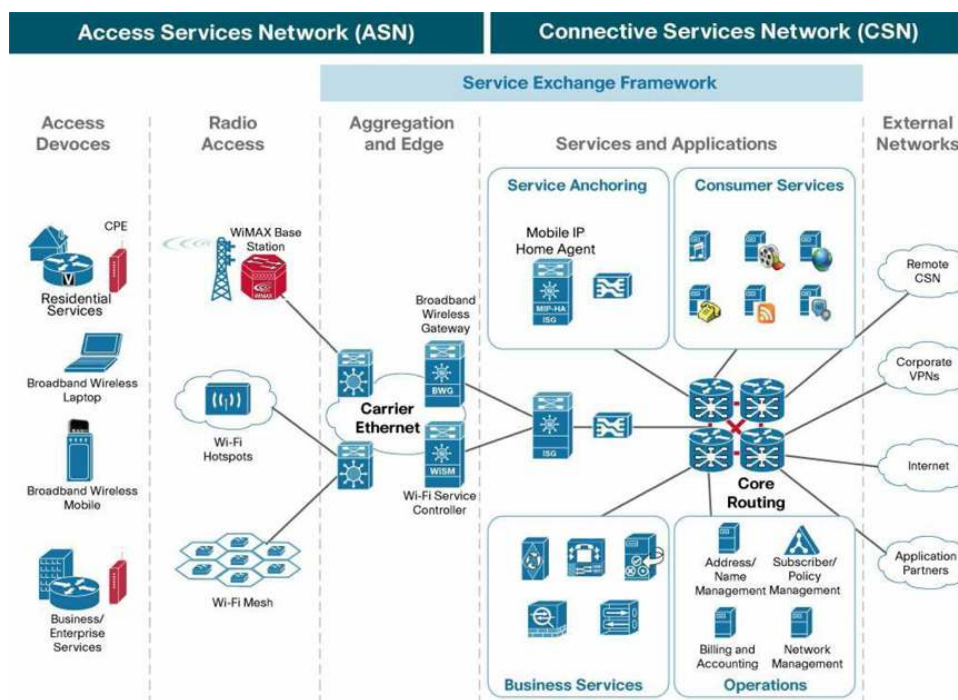 Access Services Network (ASN)
Connective Services Network (CSN)
Service Exchange Framework
Access
Devoces
Radio
Access
Aggregation
and Edge
Services and Applications
External
Networks
CPE
Residential
Services
Broadband Wireless
Laptop
Broadband Wireless
Mobile
Business/
Enterprise
Services
WiMAX Base
Station
WiMAX
Wi-Fi
Hotspots
Wi-Fi Mesh
Broadband
Wireless
Gateway
BWG
Carrier
Ethernet
WiSM
Wi-Fi Service
Controller
Service Anchoring
Mobile IP
Home Agent
MIP-HA
ISG
ISG
Consumer Services
Core
Routing
Business Services
Address/
Name
Management
Subscriber/
Policy
Management
Billing and
Accounting
Network
Management
Operations
Remote
CSN
Corporate
VPNs
Internet
Application
Partners
V